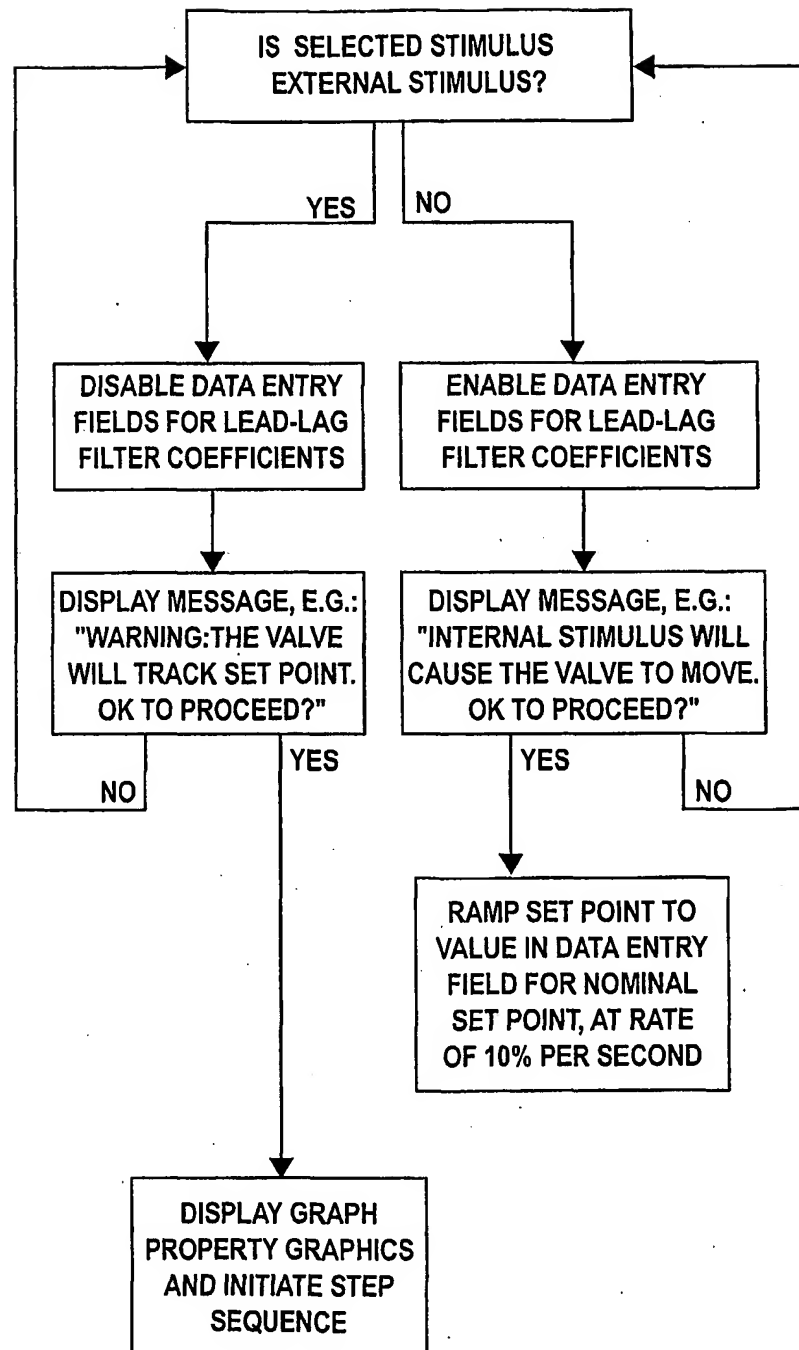 IS SELECTED STIMULUS
EXTERNAL STIMULUS?
YES
NO
DISABLE DATA ENTRY
FIELDS FOR LEAD-LAG
FILTER COEFFICIENTS
ENABLE DATA ENTRY
FIELDS FOR LEAD-LAG
FILTER COEFFICIENTS
DISPLAY MESSAGE, E.G.:
"WARNING:THE VALVE
WILL TRACK SET POINT.
OK TO PROCEED?"
DISPLAY MESSAGE, E.G.:
"INTERNAL STIMULUS WILL
CAUSE THE VALVE TO MOVE.
OK TO PROCEED?"
NO
YES
YES
NO
RAMP SET POINT TO
VALUE IN DATA ENTRY
FIELD FOR NOMINAL
SET POINT, AT RATE
OF 10% PER SECOND
DISPLAY GRAPH
PROPERTY GRAPHICS
AND INITIATE STEP
SEQUENCE